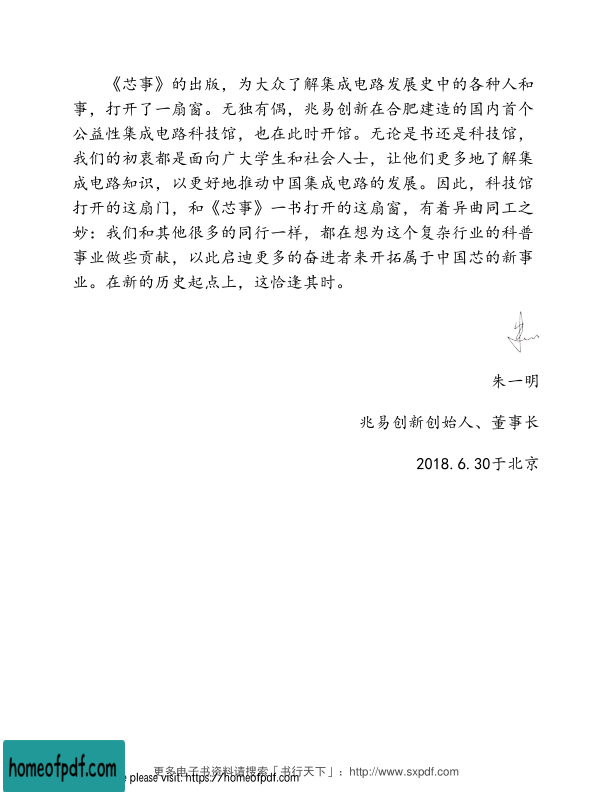 《芯事》的出版，为大众了解集成电路发展史中的各种人和
事，打开了一扇窗。无独有偶，兆易创新在合肥建造的国内首个
公益性集成电路科技馆，也在此时开馆。无论是书还是科技馆，
我们的初衷都是面向广大学生和社会人士，让他们更多地了解集
成电路知识，以更好地推动中国集成电路的发展。因此，科技馆
打开的这扇门，和《芯事》一书打开的这扇窗，有着异曲同工之
妙：我们和其他很多的同行一样，都在想为这个复杂行业的科普
事业做些贡献，以此启迪更多的奋进者来开拓属于中国芯的新事
业。在新的历史起点上，这恰逢其时。
朱一明
兆易创新创始人、董事长
2018.6.30于北京
更多电子书资料请搜索「书行天下」：http://www.sxpdf.com
homeofpdf.com
e please visit: https://homeofpdf.com